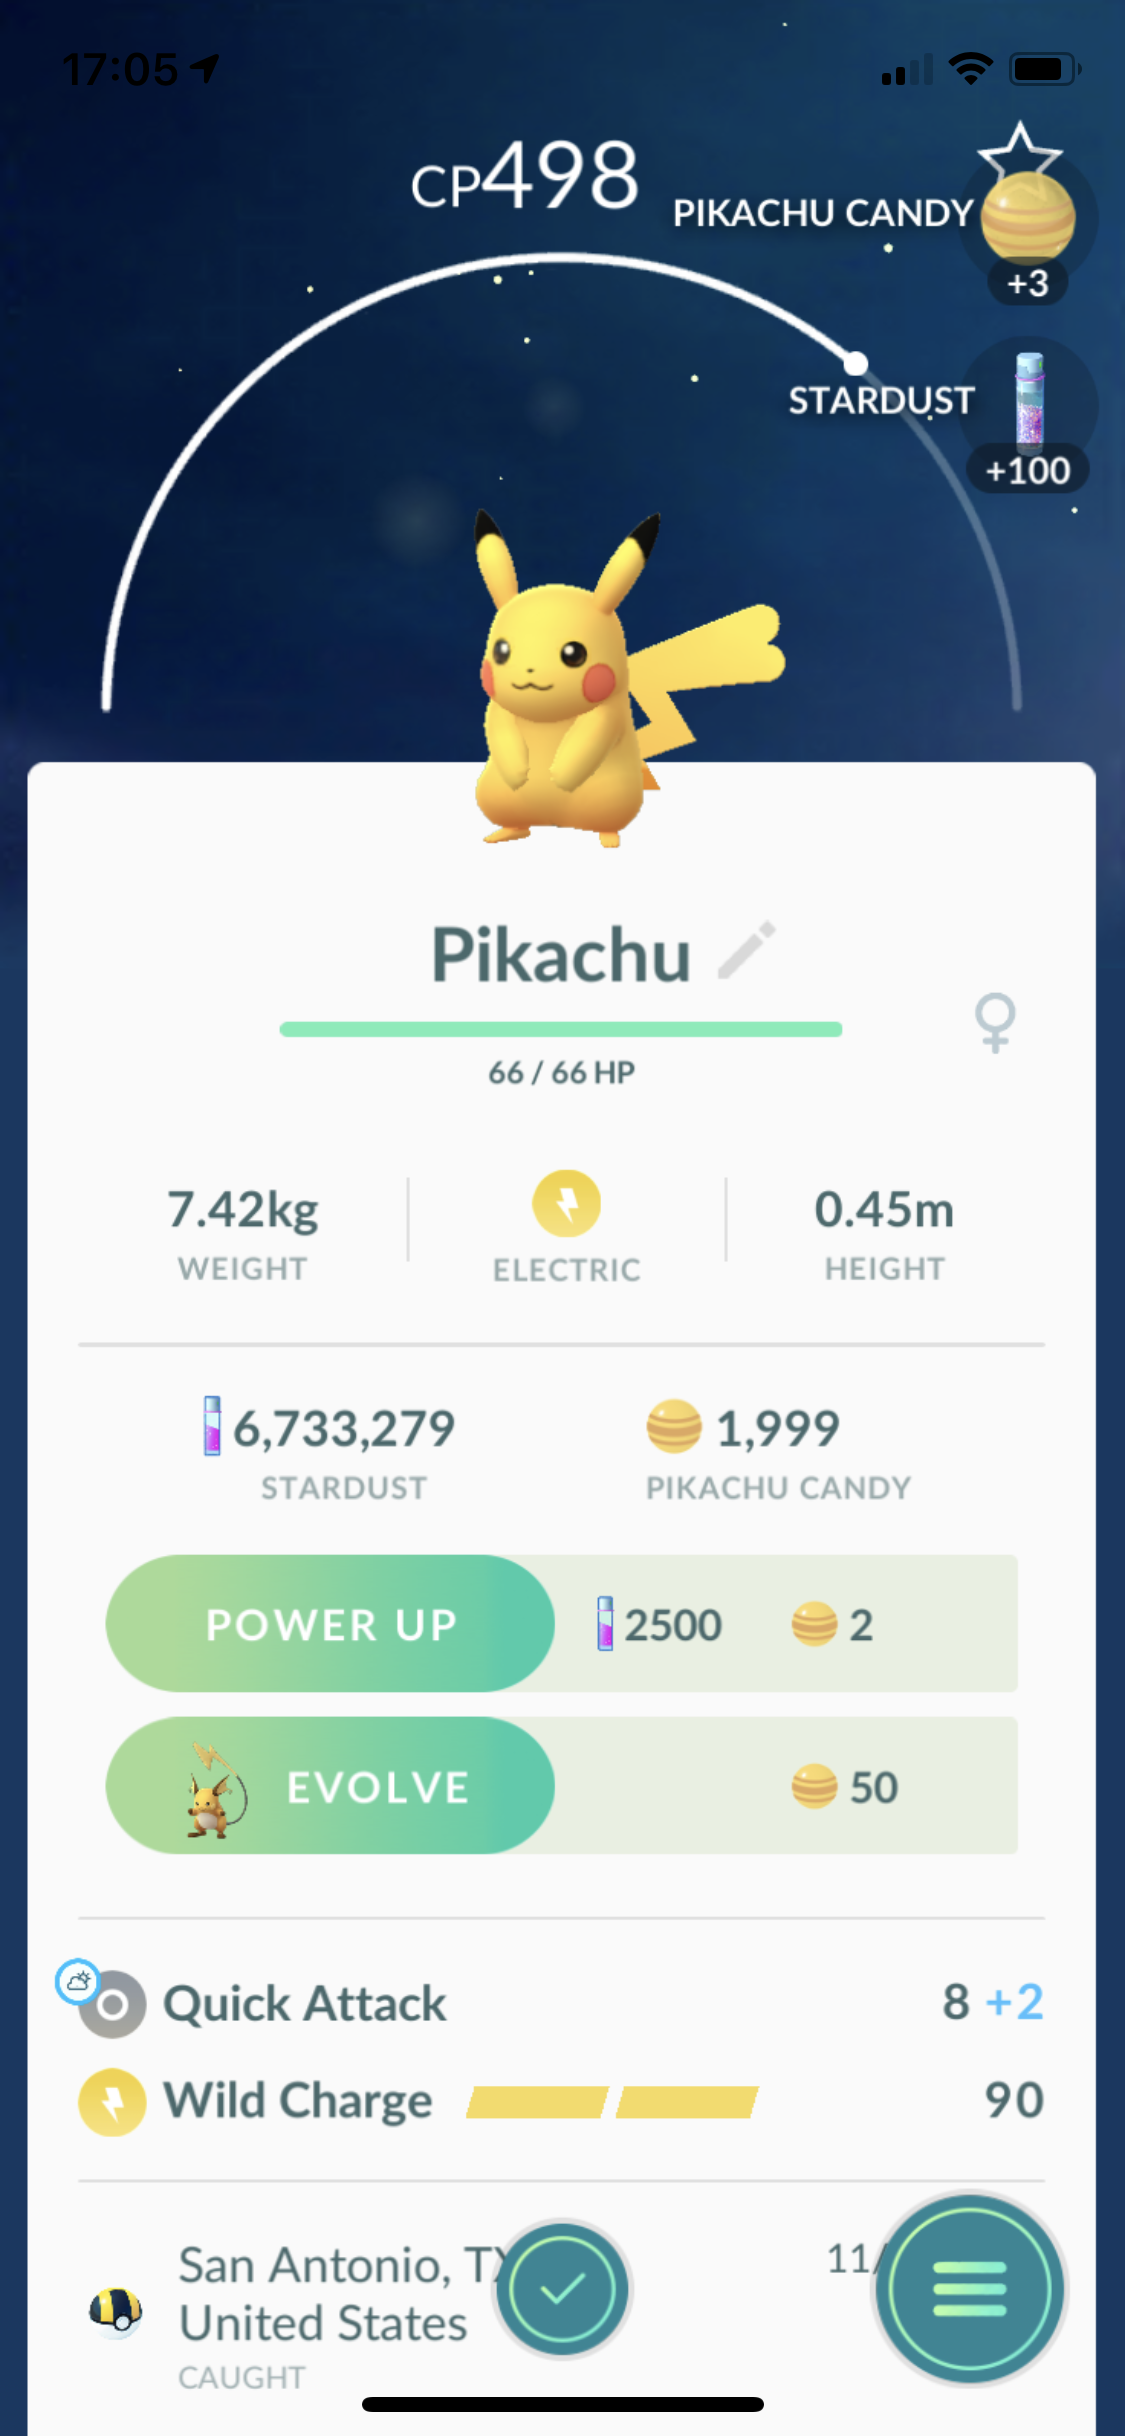 17:05
CP498
PIKACHU CANDY
+3
STARDUST
+100
Pikachu
66 / 66 HP
7.42kg
WEIGHT
ELECTRIC
0.45m
HEIGHT
6,733,279
STARDUST
1,999
PIKACHU CANDY
POWER UP 2500 2
EVOLVE 50
Quick Attack 8 +2
Wild Charge 90
San Antonio, TX 11/
United States
CAUGHT